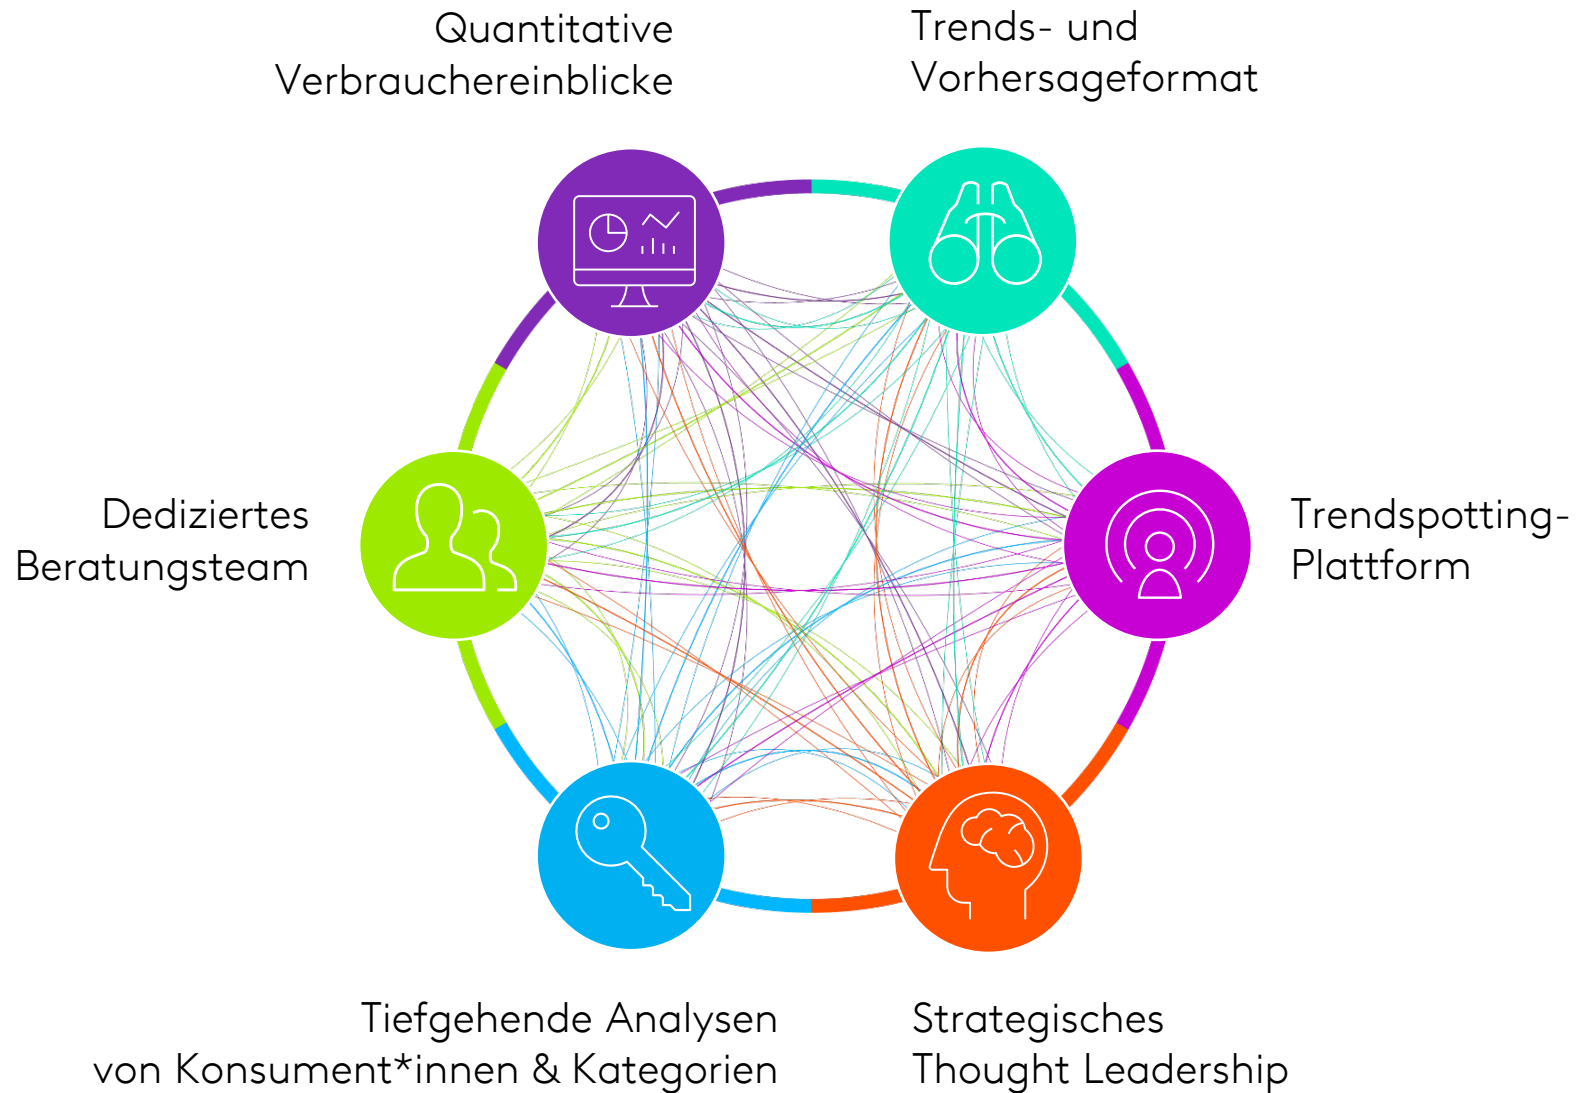 Quantitative
Verbrauchereinblicke
Trends- und
Vorhersageformat
Dediziertes
Beratungsteam
Trendspotting-
Plattform
Tiefgehende Analysen
von Konsument*innen & Kategorien
Strategisches
Thought Leadership